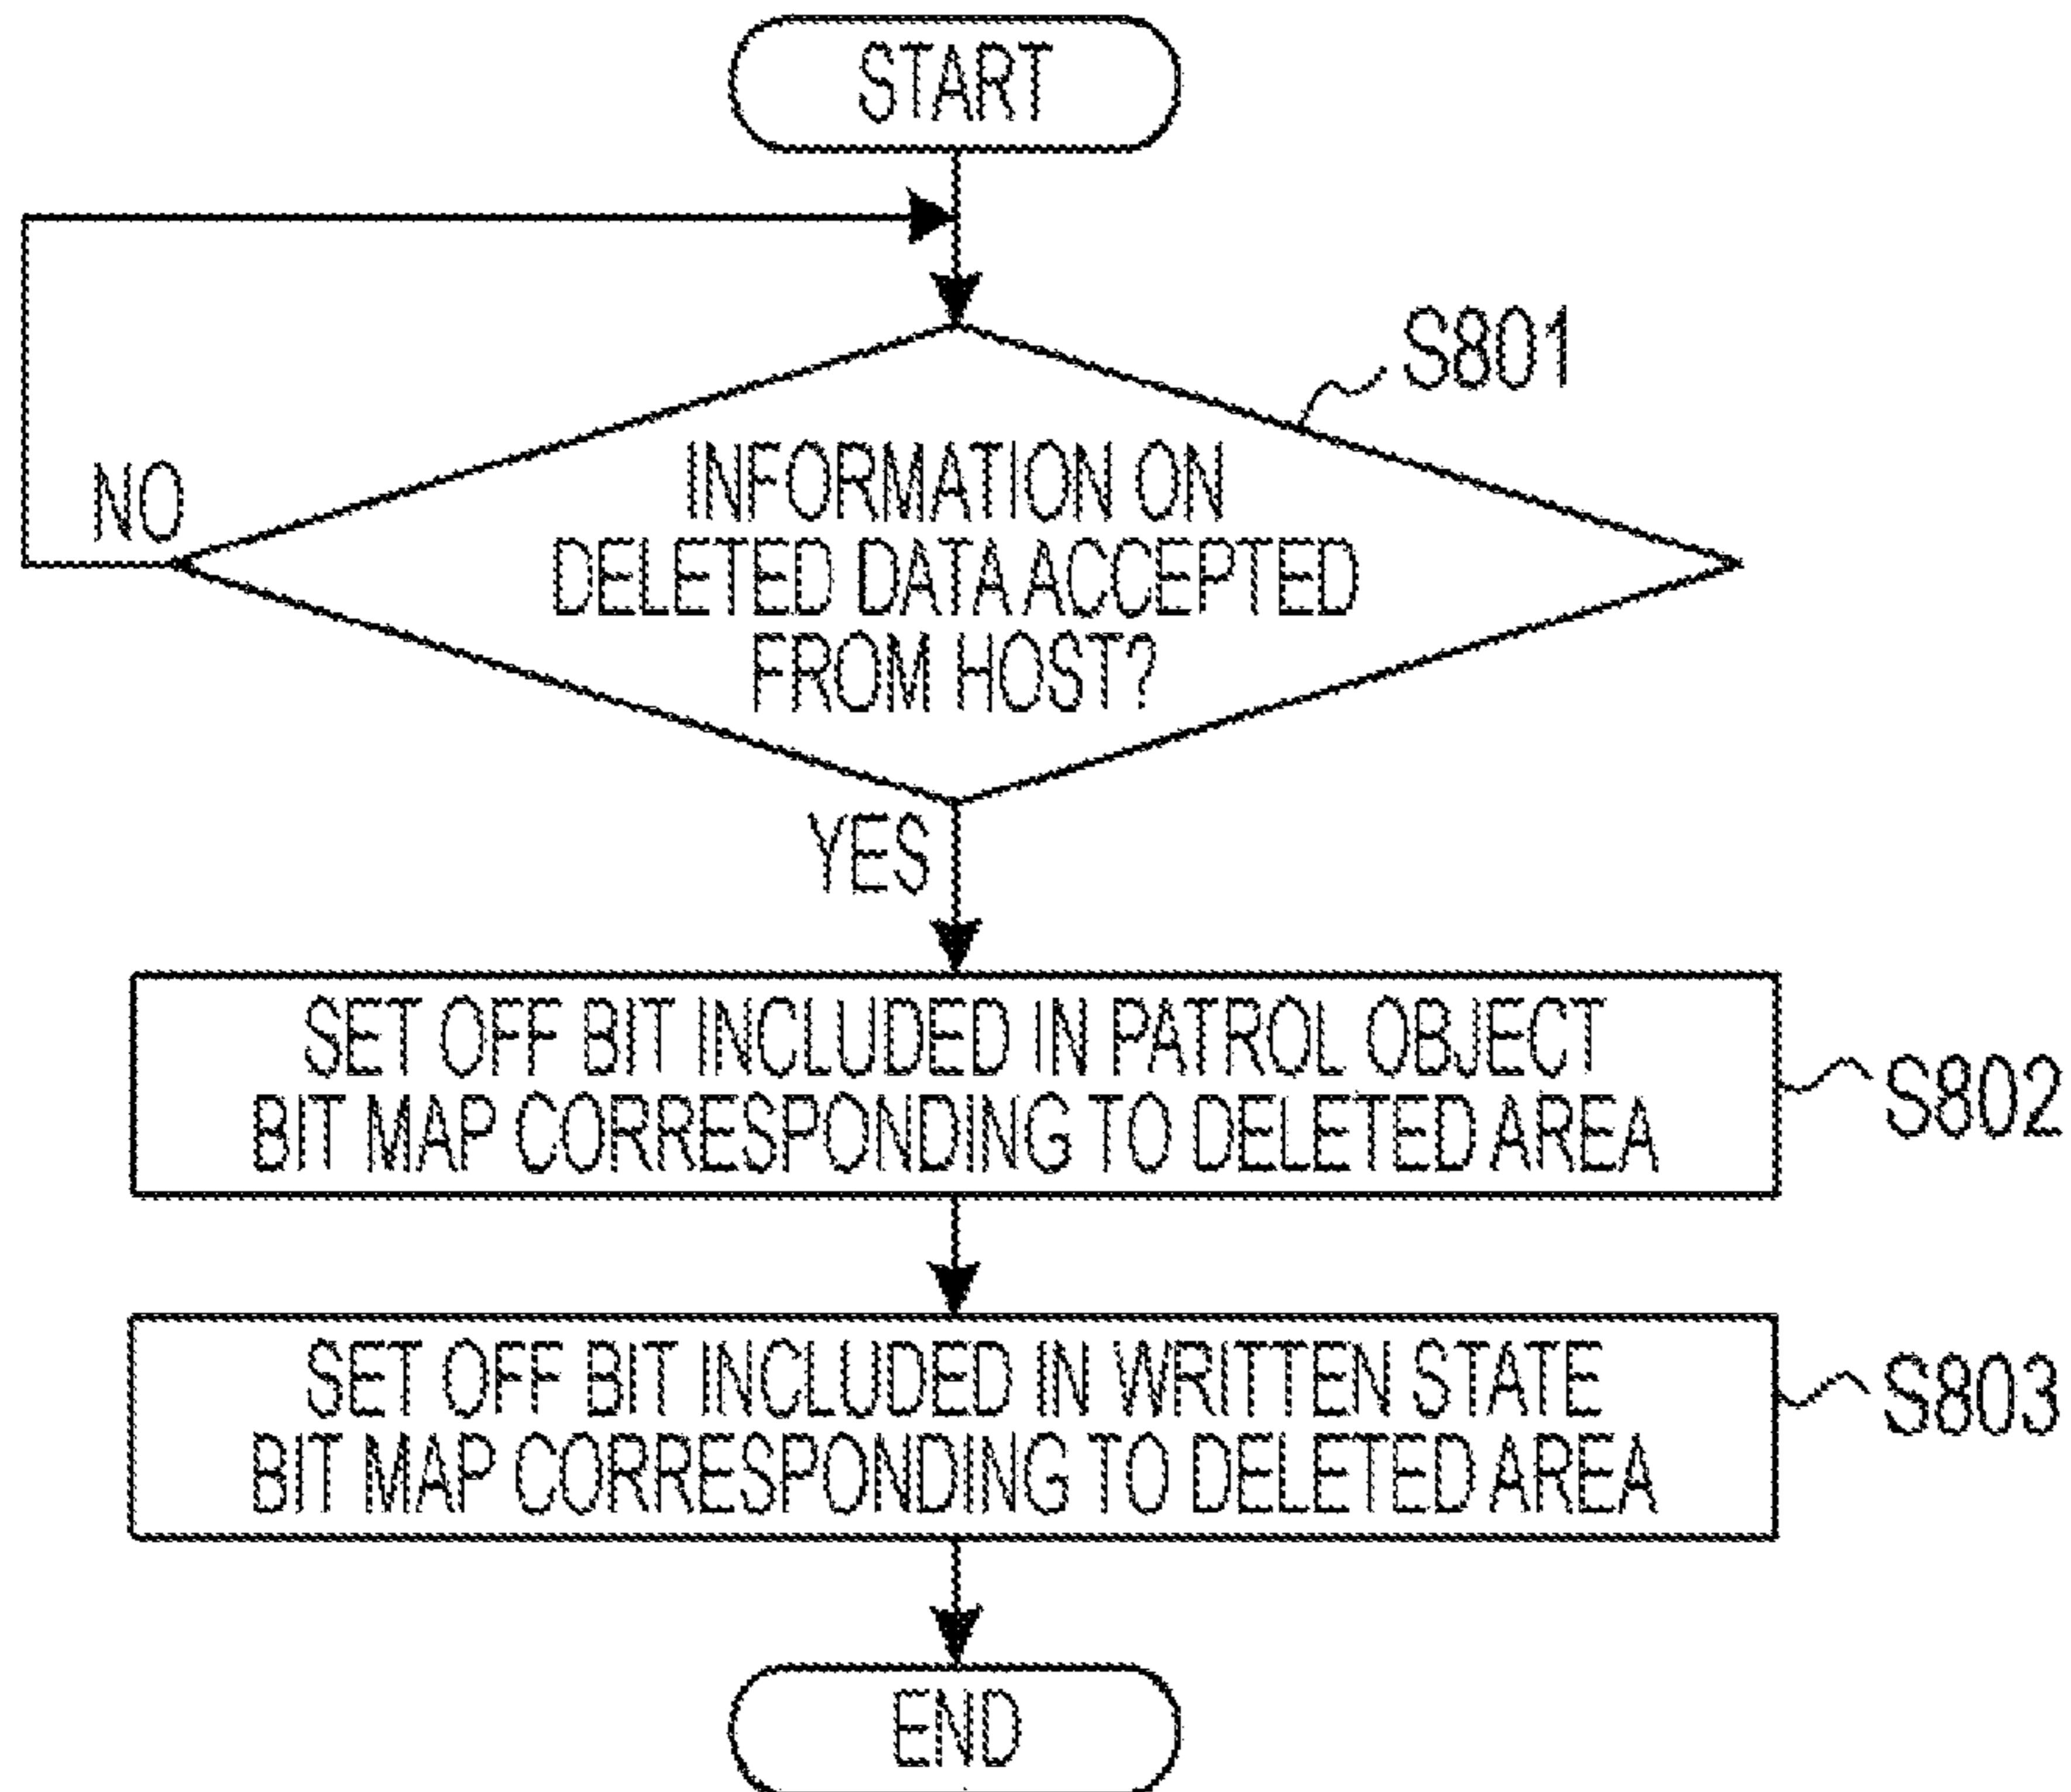 START
S801
NO
INFORMATION ON
DELETED DATA ACCEPTED
FROM HOST?
YES
SET OFF BIT INCLUDED IN PATROL OBJECT
BIT MAP CORRESPONDING TO DELETED AREA
S802
SET OFF BIT INCLUDED IN WRITTEN STATE
BIT MAP CORRESPONDING TO DELETED AREA
S803
END